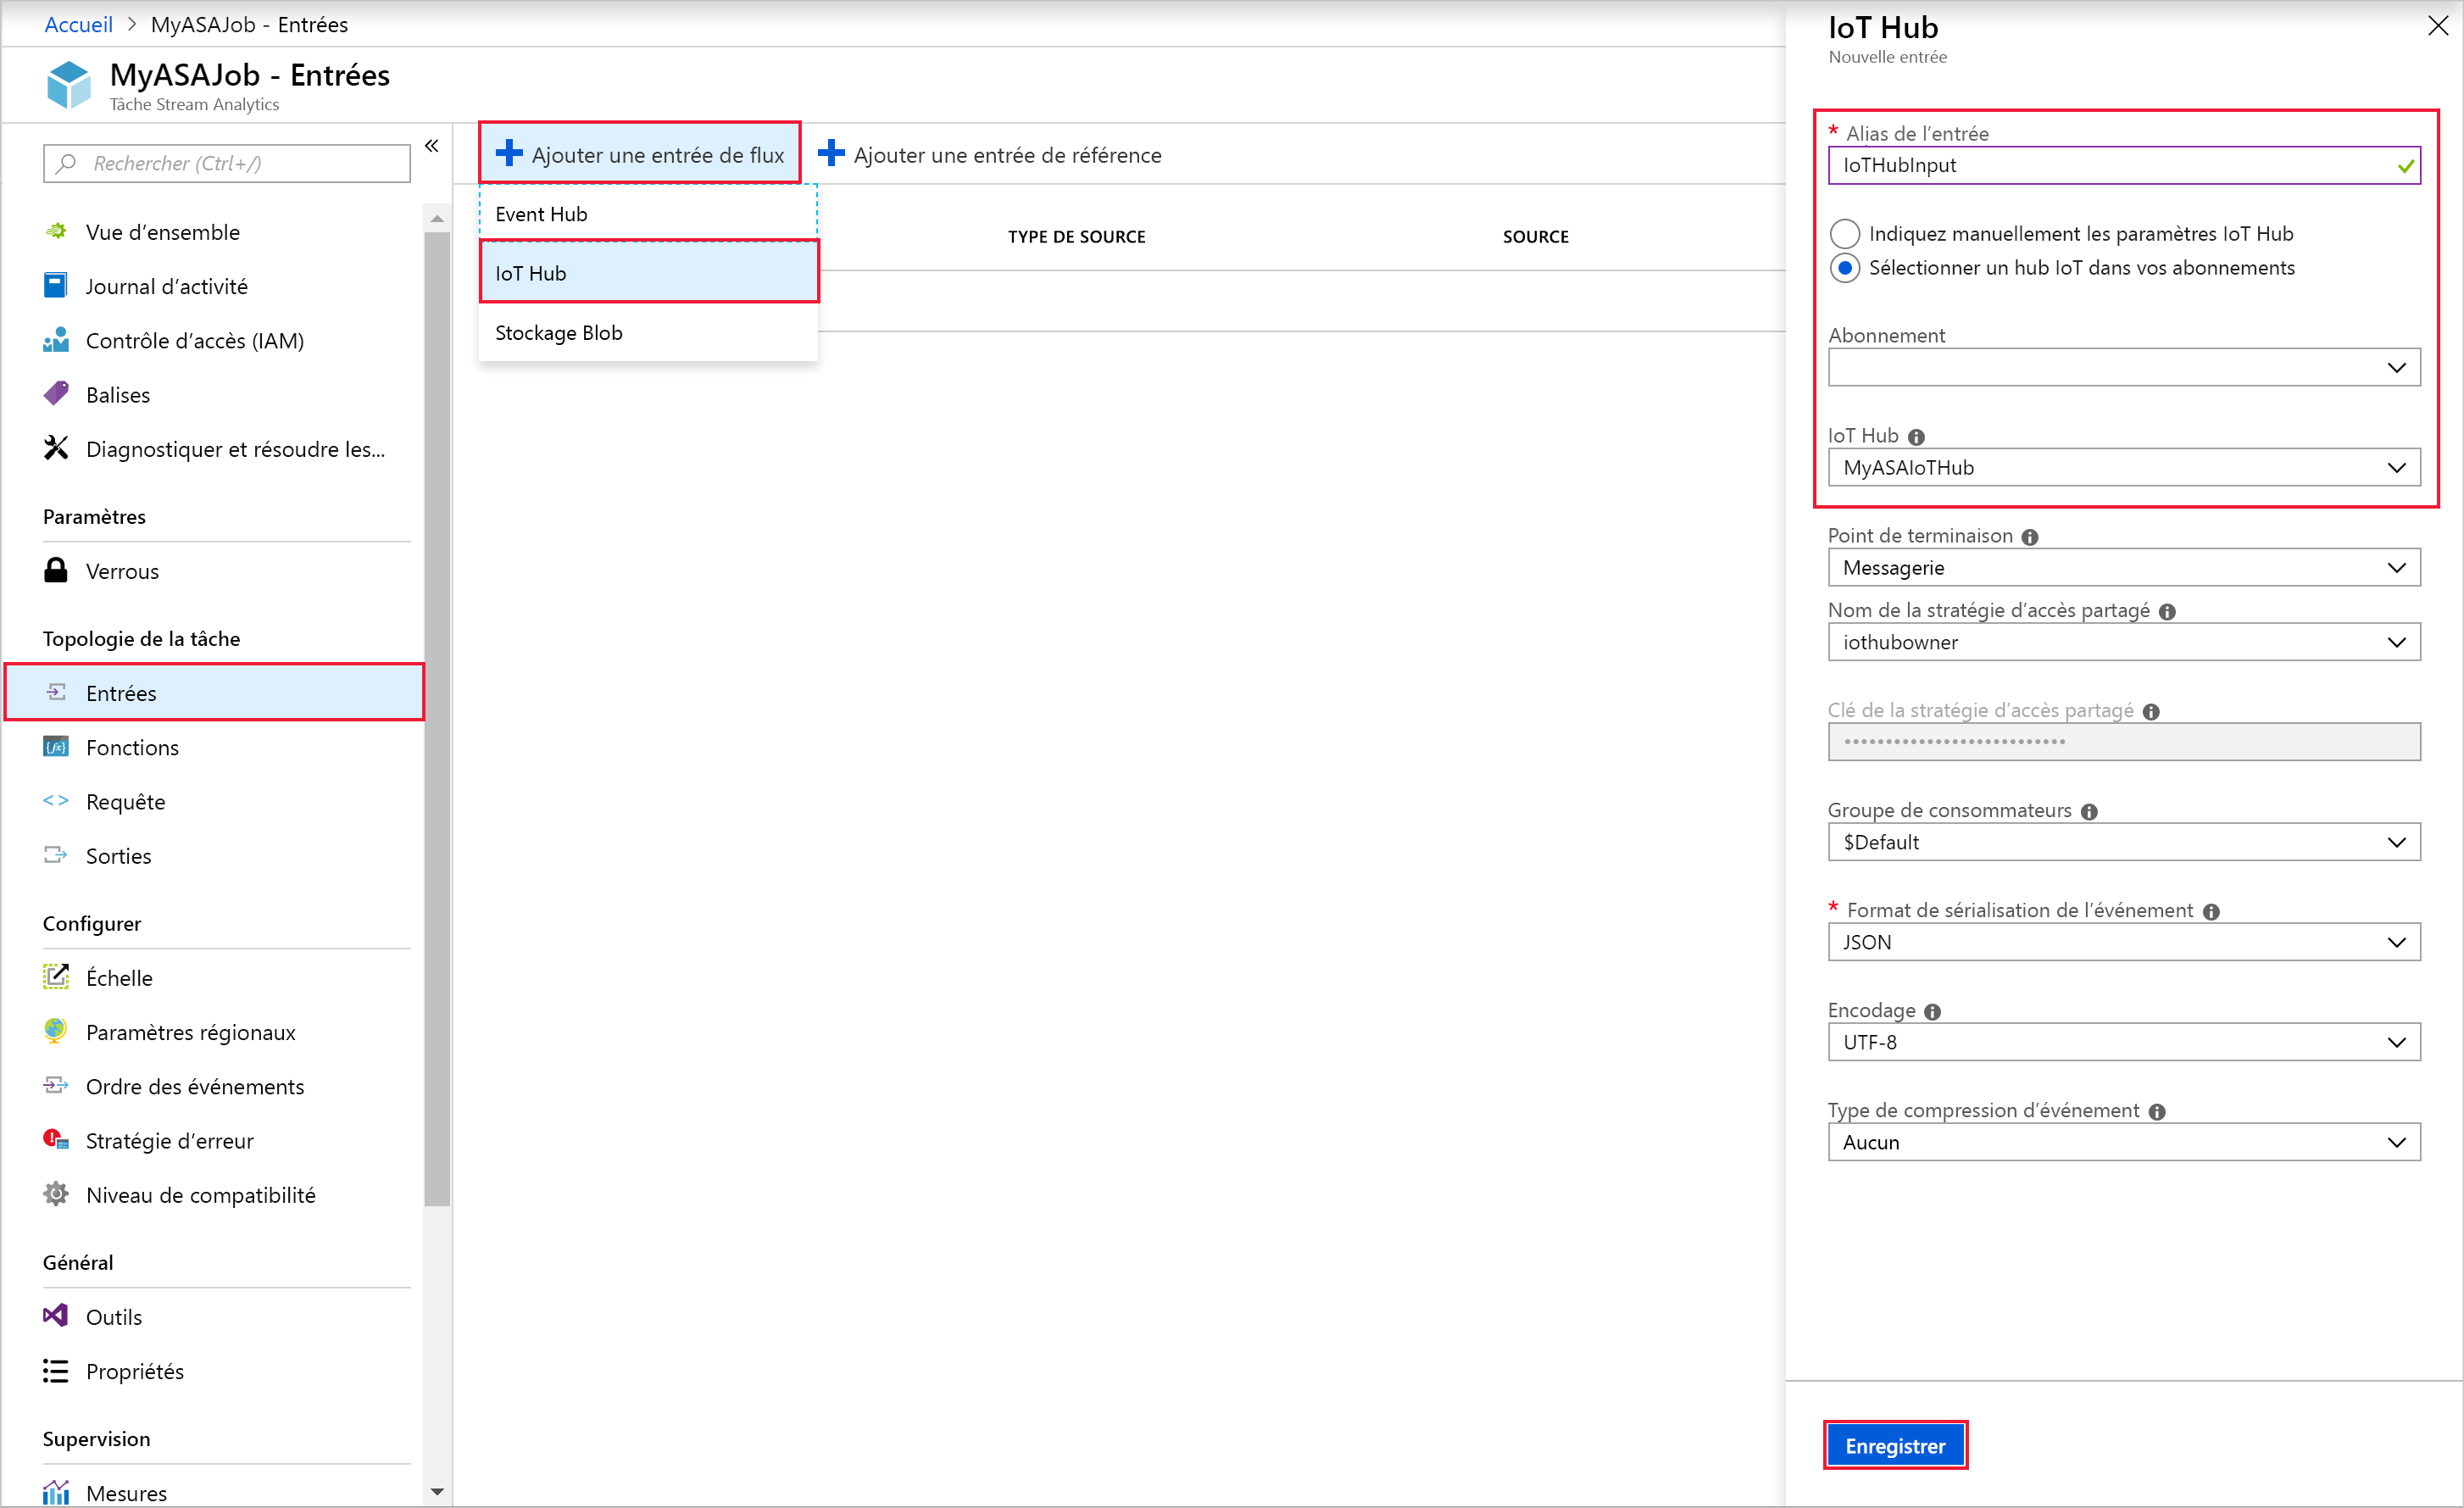 Accueil > MyASAJob - Entrées
MyASAJob - Entrées
Tâche Stream Analytics
Rechercher (Ctrl+/)
«
Vue d’ensemble
Journal d’activité
Contrôle d’accès (IAM)
Balises
Diagnostiquer et résoudre les...
Paramètres
Verrous
Topologie de la tâche
Entrées
Fonctions
Requête
Sorties
Configurer
Échelle
Paramètres régionaux
Ordre des événements
Stratégie d’erreur
Niveau de compatibilité
Général
Outils
Propriétés
Supervision
Mesures
Ajouter une entrée de flux
Ajouter une entrée de référence
Event Hub
IoT Hub
Stockage Blob
TYPE DE SOURCE
SOURCE
IoT Hub
Nouvelle entrée
* Alias de l’entrée
IoTHubInput
Indiquez manuellement les paramètres IoT Hub
Sélectionner un hub IoT dans vos abonnements
Abonnement
IoT Hub
MyASAIoTHub
Point de terminaison
Messagerie
Nom de la stratégie d’accès partagé
iothubowner
Clé de la stratégie d’accès partagé
•••••••••••••••••••••••••••
Groupe de consommateurs
$Default
* Format de sérialisation de l’événement
JSON
Encodage
UTF-8
Type de compression d’événement
Aucun
Enregistrer